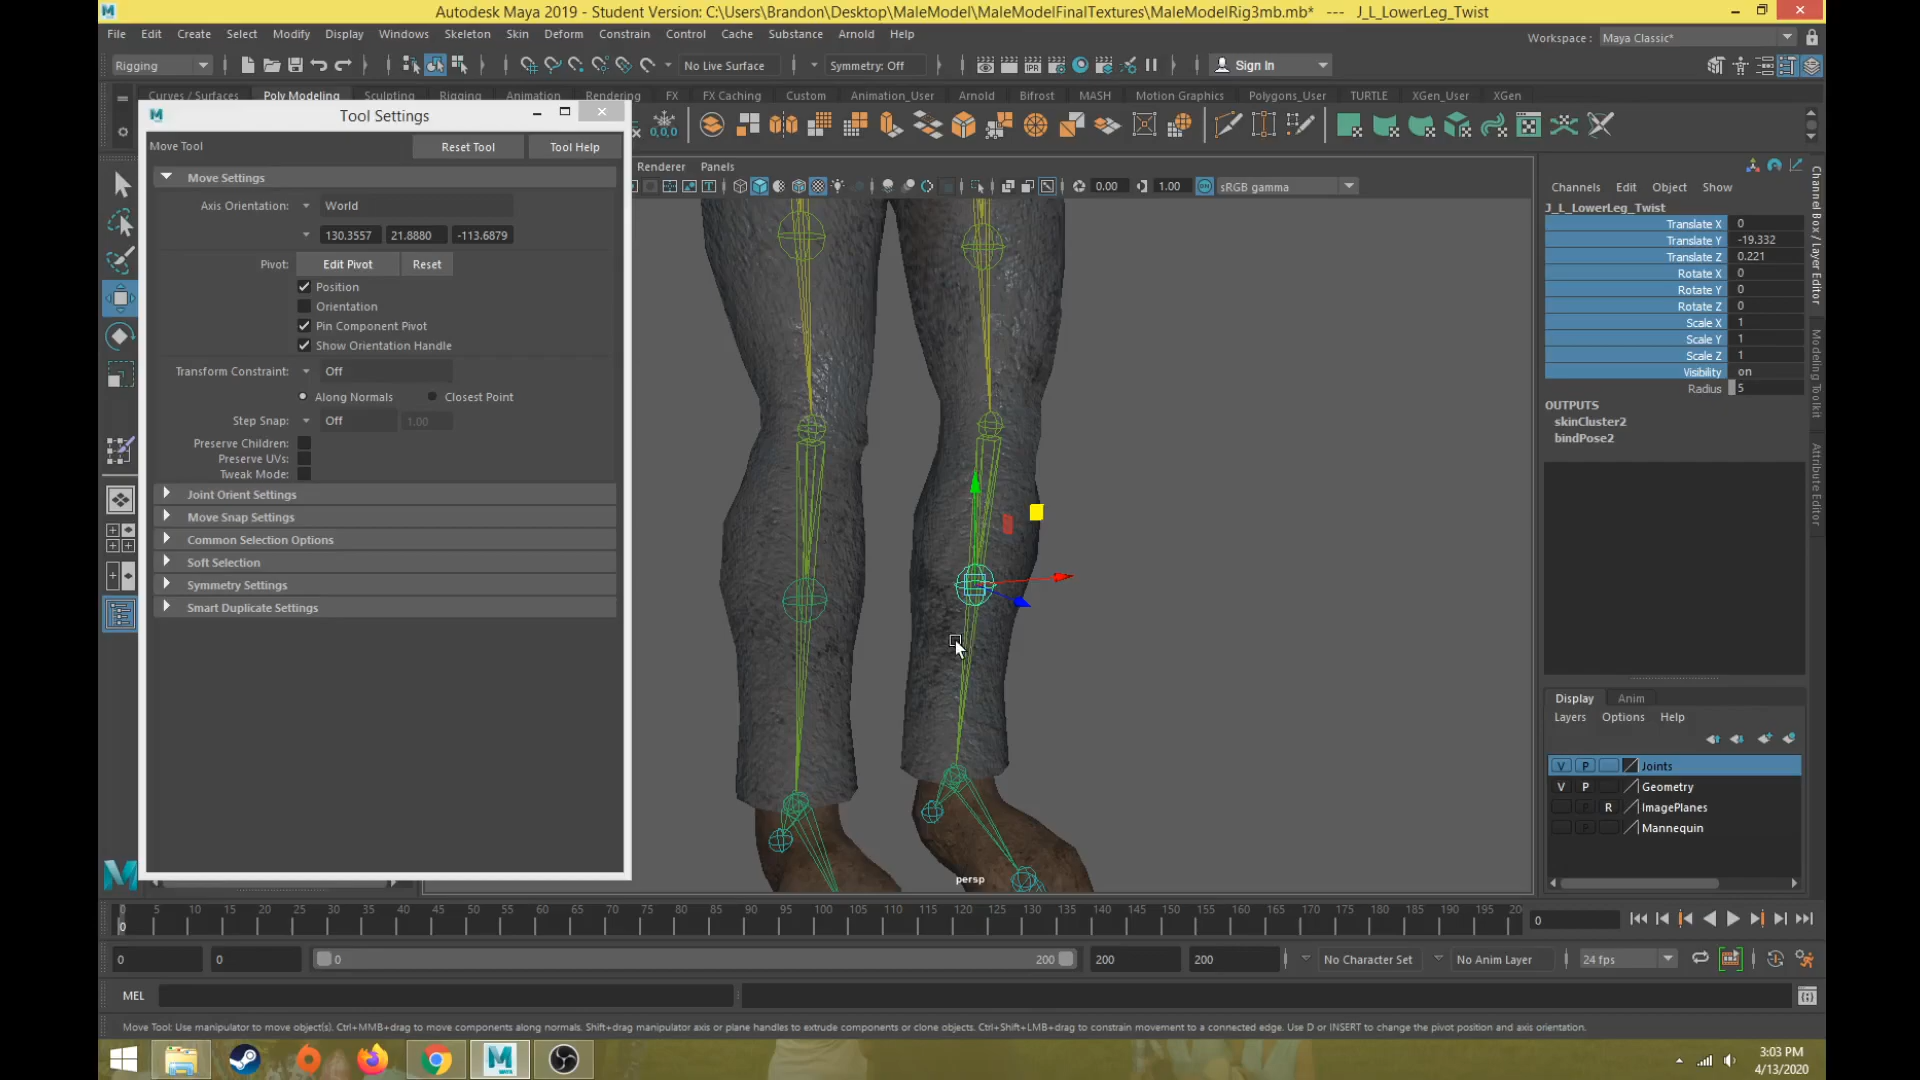 Autodesk Maya 2019 - Student Version: C:\Users\Brandon\Desktop\MaleModel\MaleModelFinalTextures\MaleModelRig3mb.mb*   ---   J_L_LowerLeg_Twist
File Edit Create Select Modify Display Windows Skeleton Skin Deform Constrain Control Cache Substance Arnold Help
Workspace : Maya Classic*
Rigging
No Live Surface
Symmetry: Off
Sign In
Curves / Surfaces Poly Modeling Sculpting Rigging Animation Rendering FX FX Caching Custom Animation_User Arnold Bifrost MASH Motion Graphics Polygons_User TURTLE XGen_User XGen
Tool Settings
Move Tool
Reset Tool
Tool Help
Move Settings
Axis Orientation: World
130.3557 21.8880 -113.6879
Pivot: Edit Pivot Reset
Position
Orientation
Pin Component Pivot
Show Orientation Handle
Transform Constraint: Off
Along Normals Closest Point
Step Snap: Off 1.00
Preserve Children:
Preserve UVs:
Tweak Mode:
Joint Orient Settings
Move Snap Settings
Common Selection Options
Soft Selection
Symmetry Settings
Smart Duplicate Settings
0,0,0
Renderer Panels
0.00 1.00 sRGB gamma
persp
Channels Edit Object Show
J_L_LowerLeg_Twist
Translate X 0
Translate Y -19.332
Translate Z 0.221
Rotate X 0
Rotate Y 0
Rotate Z 0
Scale X 1
Scale Y 1
Scale Z 1
Visibility on
Radius 5
OUTPUTS
skinCluster2
bindPose2
Channel Box / Layer Editor
Modeling Toolkit
Attribute Editor
Display Anim
Layers Options Help
V P Joints
V P Geometry
P R ImagePlanes
P Mannequin
0 5 10 15 20 25 30 35 40 45 50 55 60 65 70 75 80 85 90 95 100 105 110 115 120 125 130 135 140 145 150 155 160 165 170 175 180 185 190 195 20
0
0
0 0 0 200 200 200 No Character Set No Anim Layer 24 fps
MEL
Move Tool: Use manipulator to move object(s). Ctrl+MMB+drag to move components along normals. Shift+drag manipulator axis or plane handles to extrude components or clone objects. Ctrl+Shift+LMB+drag to constrain movement to a connected edge. Use D or INSERT to change the pivot position and axis orientation.
3:03 PM
4/13/2020